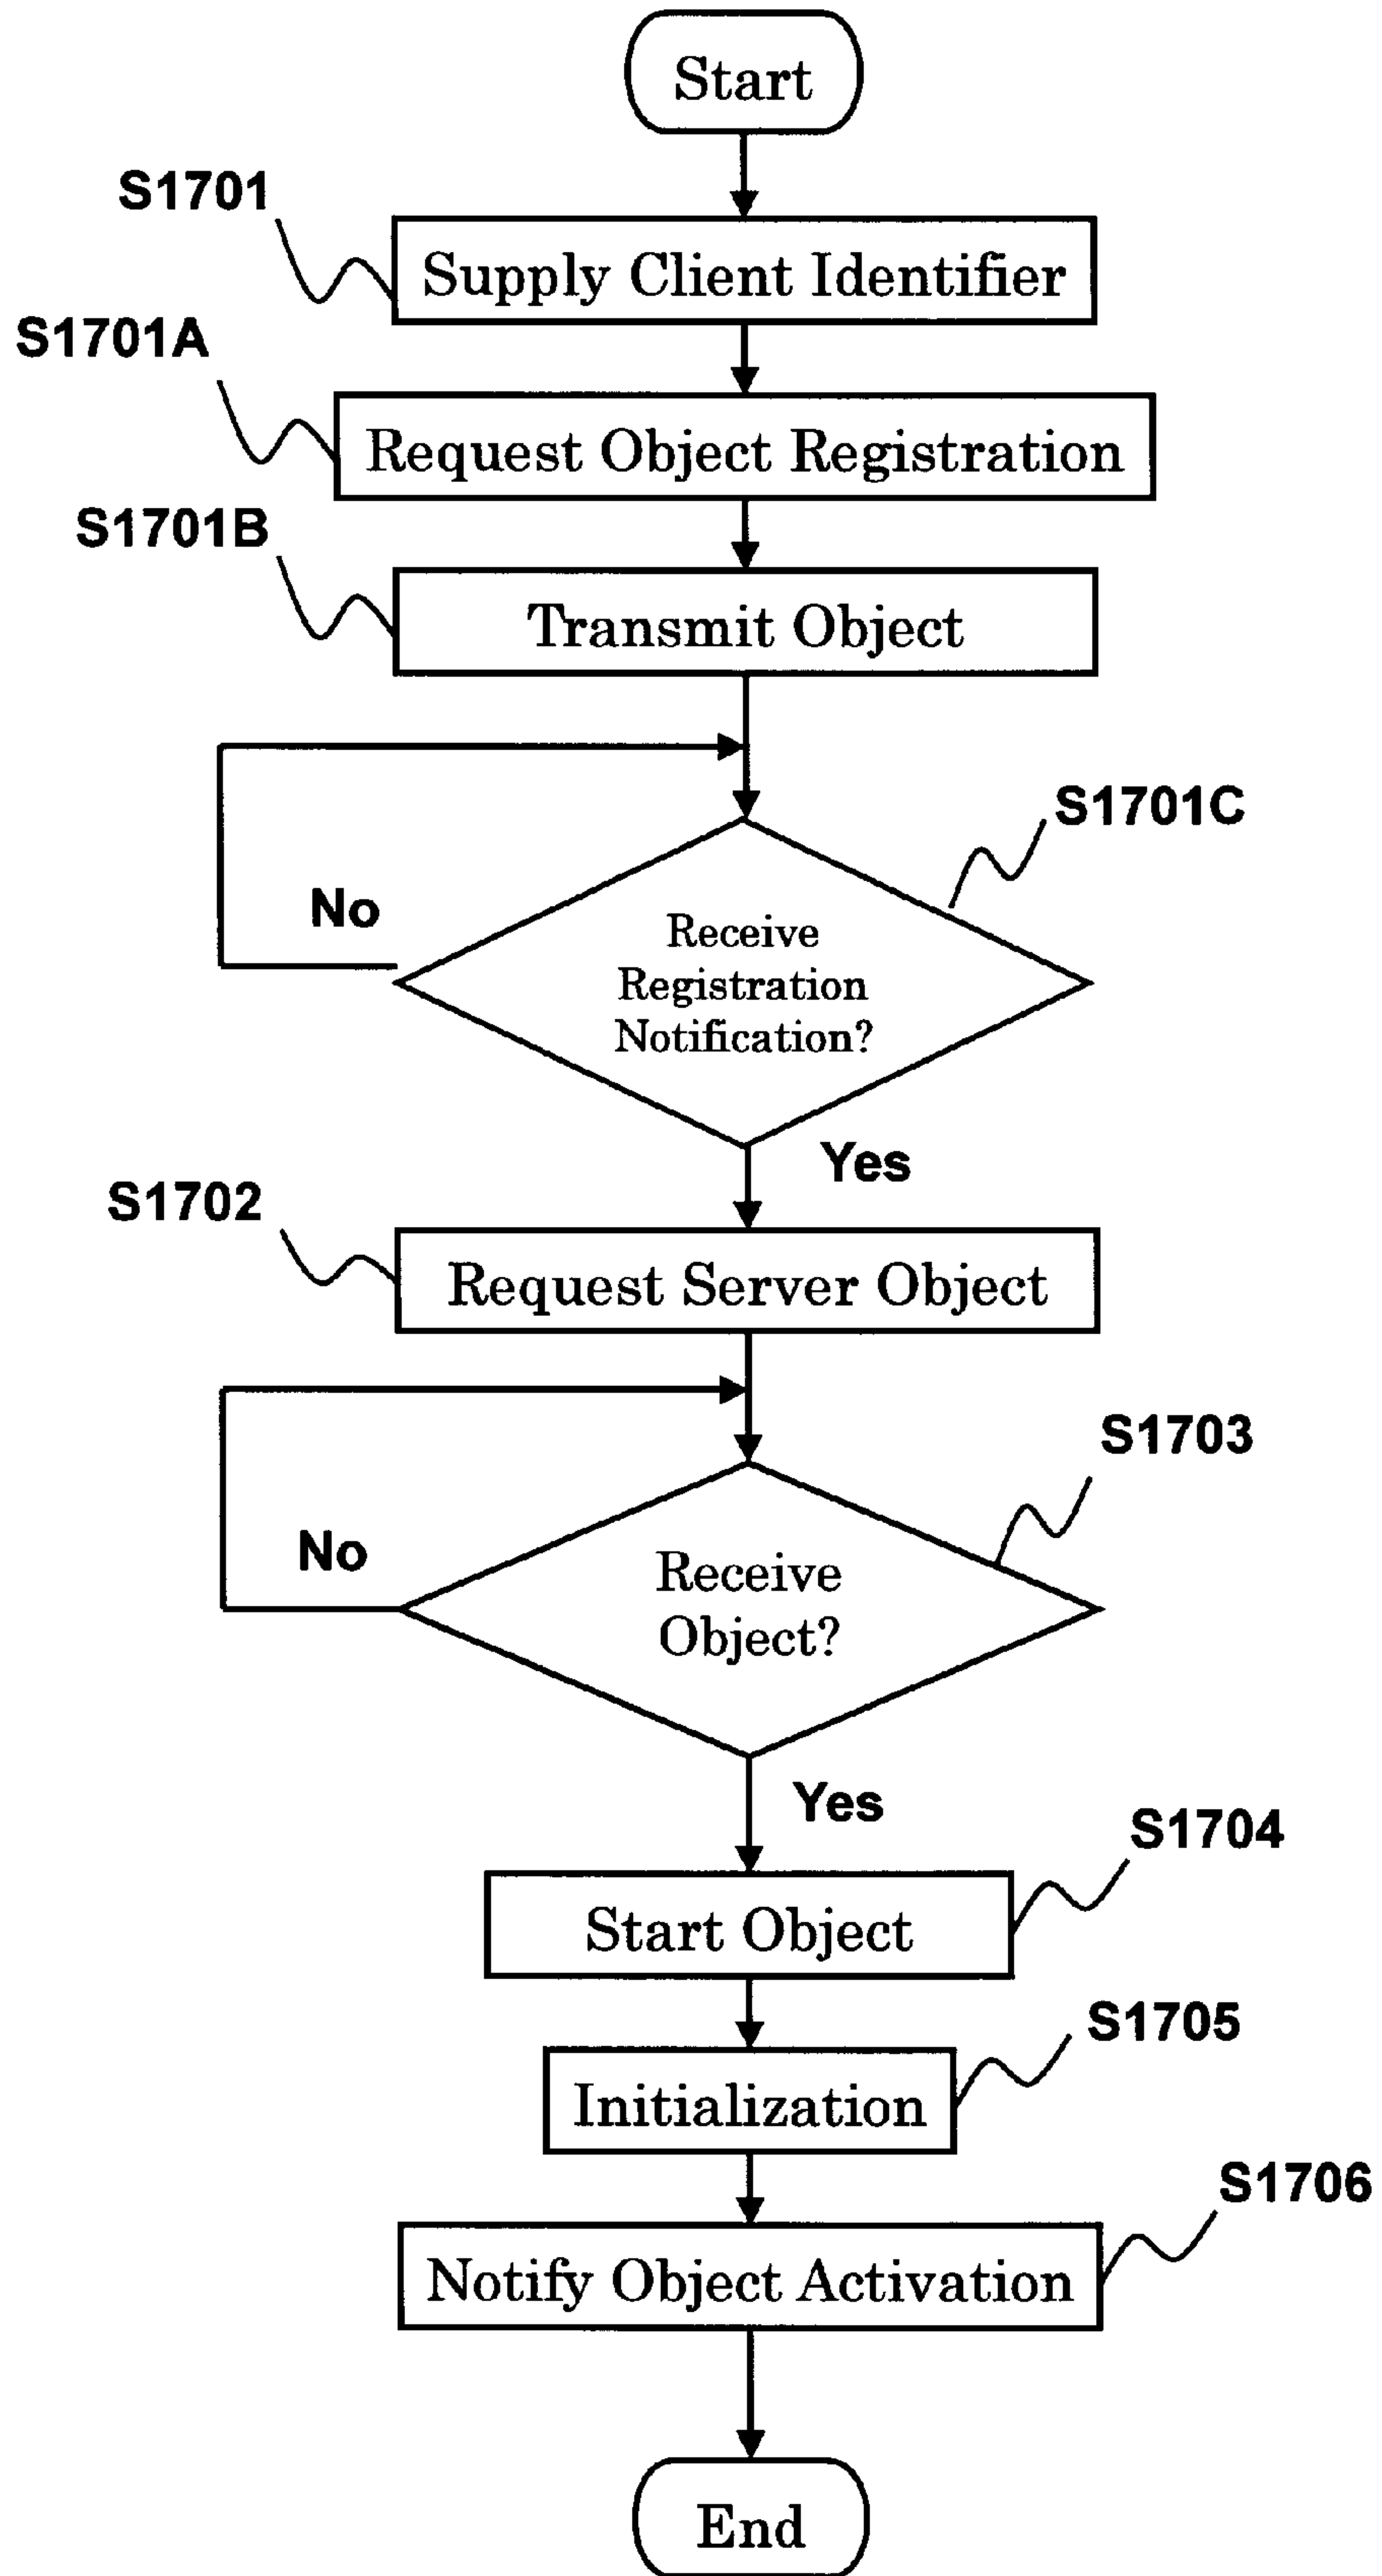 Start
S1701
Supply Client Identifier
S1701A
Request Object Registration
S1701B
Transmit Object
S1701C
No
Receive
Registration
Notification?
Yes
S1702
Request Server Object
S1703
No
Receive
Object?
Yes
S1704
Start Object
S1705
Initialization
S1706
Notify Object Activation
End